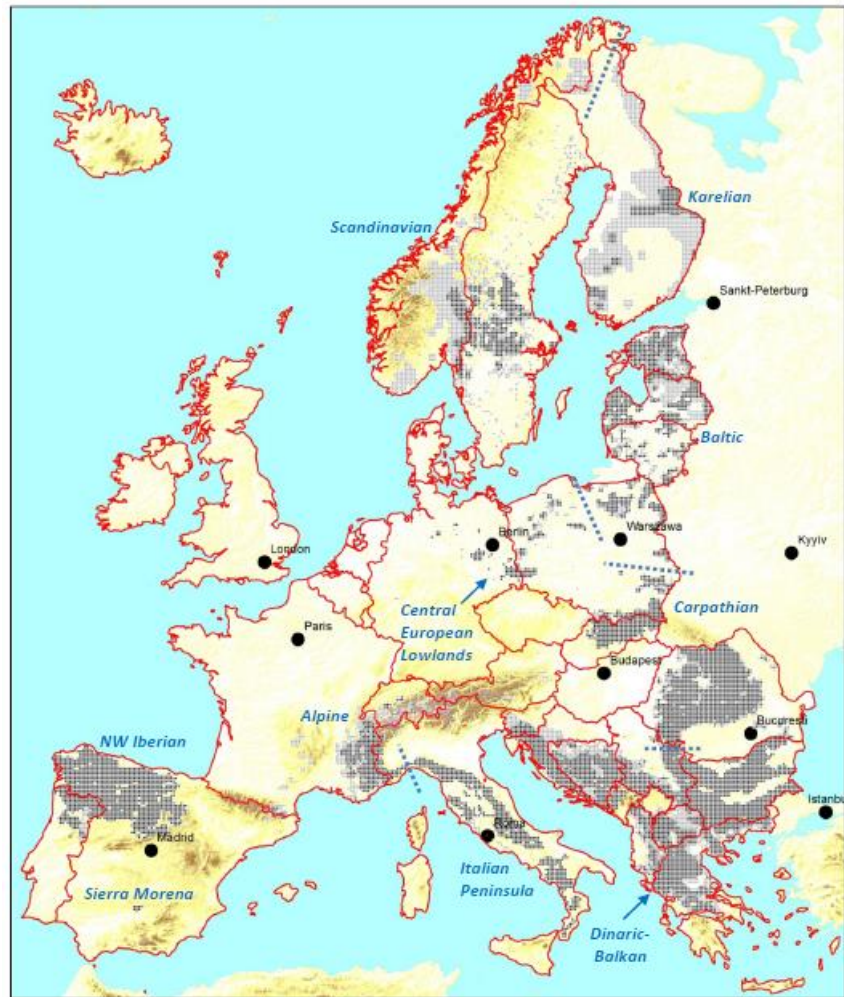 Scandinavian
Karelian
Sankt-Peterburg
Baltic
Berlin
Warszawa
London
Kyyiv
Central
European
Lowlands
Carpathian
Paris
Budapest
Alpine
NW Iberian
Bucuresti
Istanbu
Madrid
Roma
Sierra Morena
Italian
Peninsula
Dinaric-
Balkan